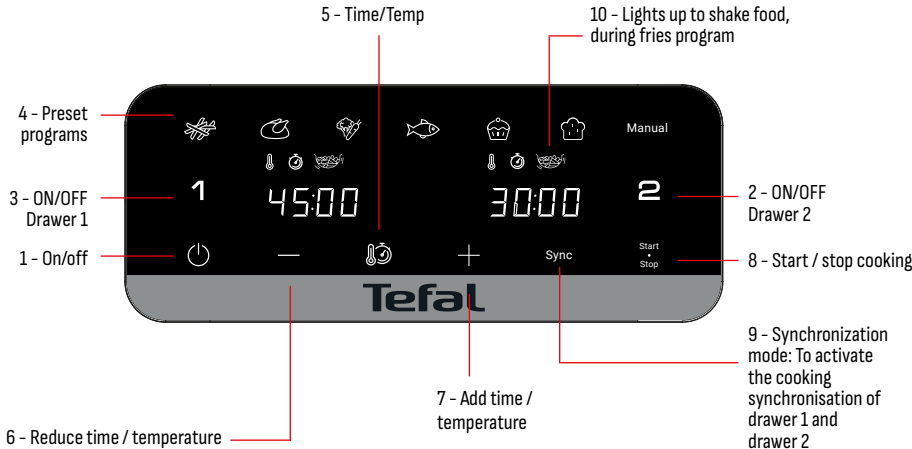 5 - Time/Temp
10 - Lights up to shake food,
during fries program
4 - Preset
programs
Manual
3 - ON/OFF
Drawer 1
1
45:00
30:00
2
2 - ON/OFF
Drawer 2
1 - On/off
Sync
Start
•
Stop
8 - Start / stop cooking
Tefal
9 - Synchronization
mode: To activate
the cooking
synchronisation of
drawer 1 and
drawer 2
7 - Add time /
temperature
6 - Reduce time / temperature